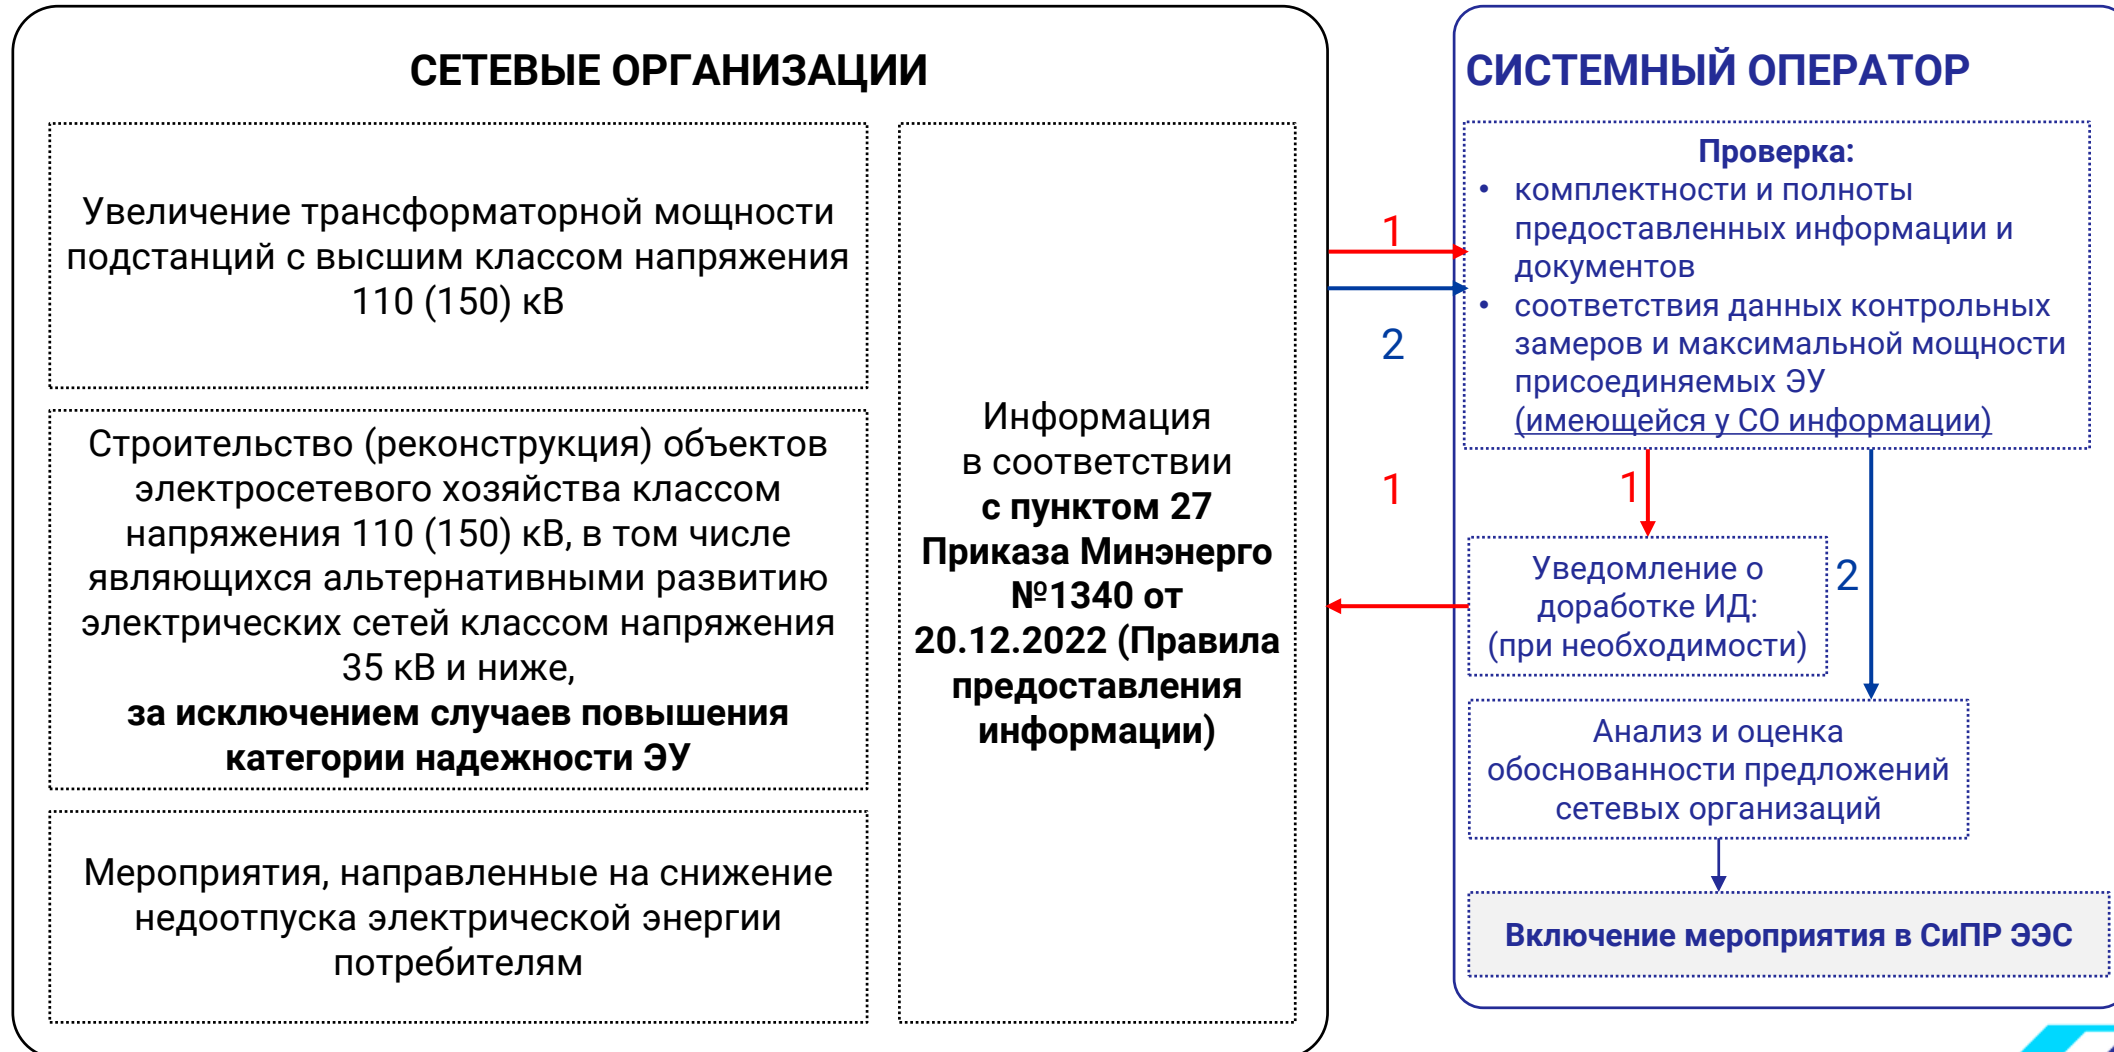 СЕТЕВЫЕ ОРГАНИЗАЦИИ
Увеличение трансформаторной мощности
подстанций с высшим классом напряжения
110 (150) кВ
Строительство (реконструкция) объектов
электросетевого хозяйства классом
напряжения 110 (150) кВ, в том числе
являющихся альтернативными развитию
электрических сетей классом напряжения
35 кВ и ниже,
за исключением случаев повышения
категории надежности ЭУ
Мероприятия, направленные на снижение
недоотпуска электрической энергии
потребителям
Информация
в соответствии
с пунктом 27
Приказа Минэнерго
№1340 от
20.12.2022 (Правила
предоставления
информации)
1
2
1
СИСТЕМНЫЙ ОПЕРАТОР
Проверка:
• комплектности и полноты
предоставленных информации и
документов
• соответствия данных контрольных
замеров и максимальной мощности
присоединяемых ЭУ
(имеющейся у СО информации)
1
2
Уведомление о
доработке ИД:
(при необходимости)
Анализ и оценка
обоснованности предложений
сетевых организаций
Включение мероприятия в СиПР ЭЭС